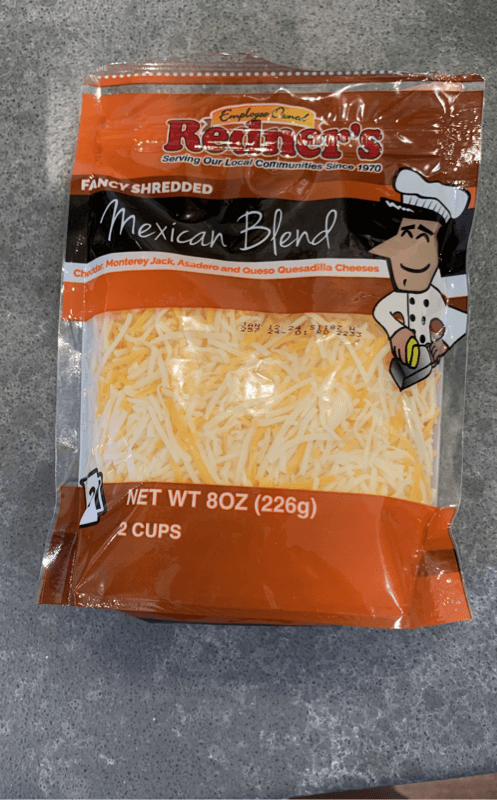 Employee Owned
Redner's
Serving Our Local Communities Since 1970
FANCY SHREDDED
Mexican Blend
Cheddar, Monterey Jack, Asadero and Queso Quesadilla Cheeses
NET WT 8OZ (226g)
2 CUPS